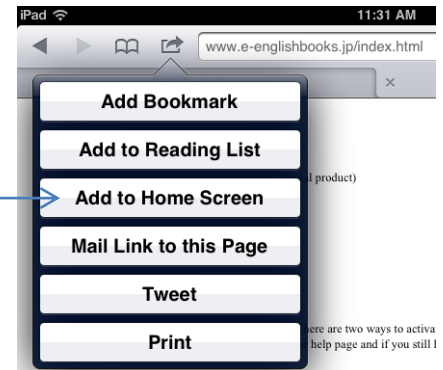 iPad 11:31 AM
www.e-englishbooks.jp/index.html
Add Bookmark
Add to Reading List
l product)
Add to Home Screen
Mail Link to this Page
Tweet
ere are two ways to activa
Print
help page and if you still